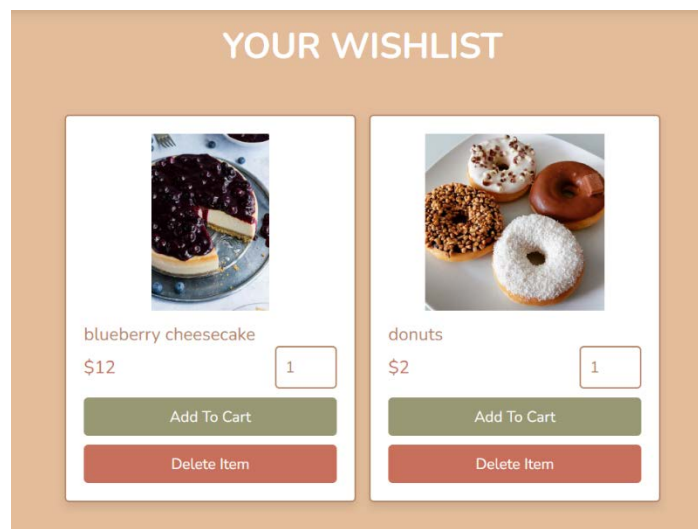 YOUR WISHLIST
blueberry cheesecake
$12
1
Add To Cart
Delete Item
donuts
$2
1
Add To Cart
Delete Item